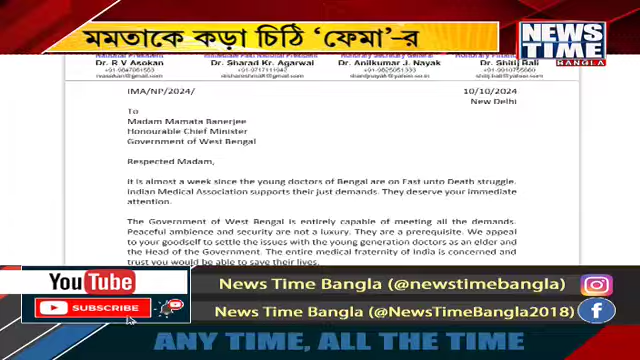 মমতাকে কড়া চিঠি ‘ফেমা’-র
NEWS
TIME
BANGLA
Dr. R V Asokan Dr. Sharad Kr. Agarwal Dr. Anilkumar J. Nayak Dr. Shitij Bali
IMA/NP/2024/ 10/10/2024
New Delhi
To
Madam Mamata Banerjee
Honourable Chief Minister
Government of West Bengal
Respected Madam,
It is almost a week since the young doctors of Bengal are on Fast unto Death struggle.
Indian Medical Association supports their just demands. They deserve your immediate
attention.
The Government of West Bengal is entirely capable of meeting all the demands.
Peaceful ambience and security are not a luxury. They are a prerequisite. We appeal
to your goodself to settle the issues with the young generation doctors as an elder and
the Head of the Government. The entire medical fraternity of India is concerned and
trust you would be able to save their lives.
YouTube
SUBSCRIBE
News Time Bangla (@newstimebangla)
News Time Bangla (@NewsTimeBangla2018)
ANY TIME, ALL THE TIME